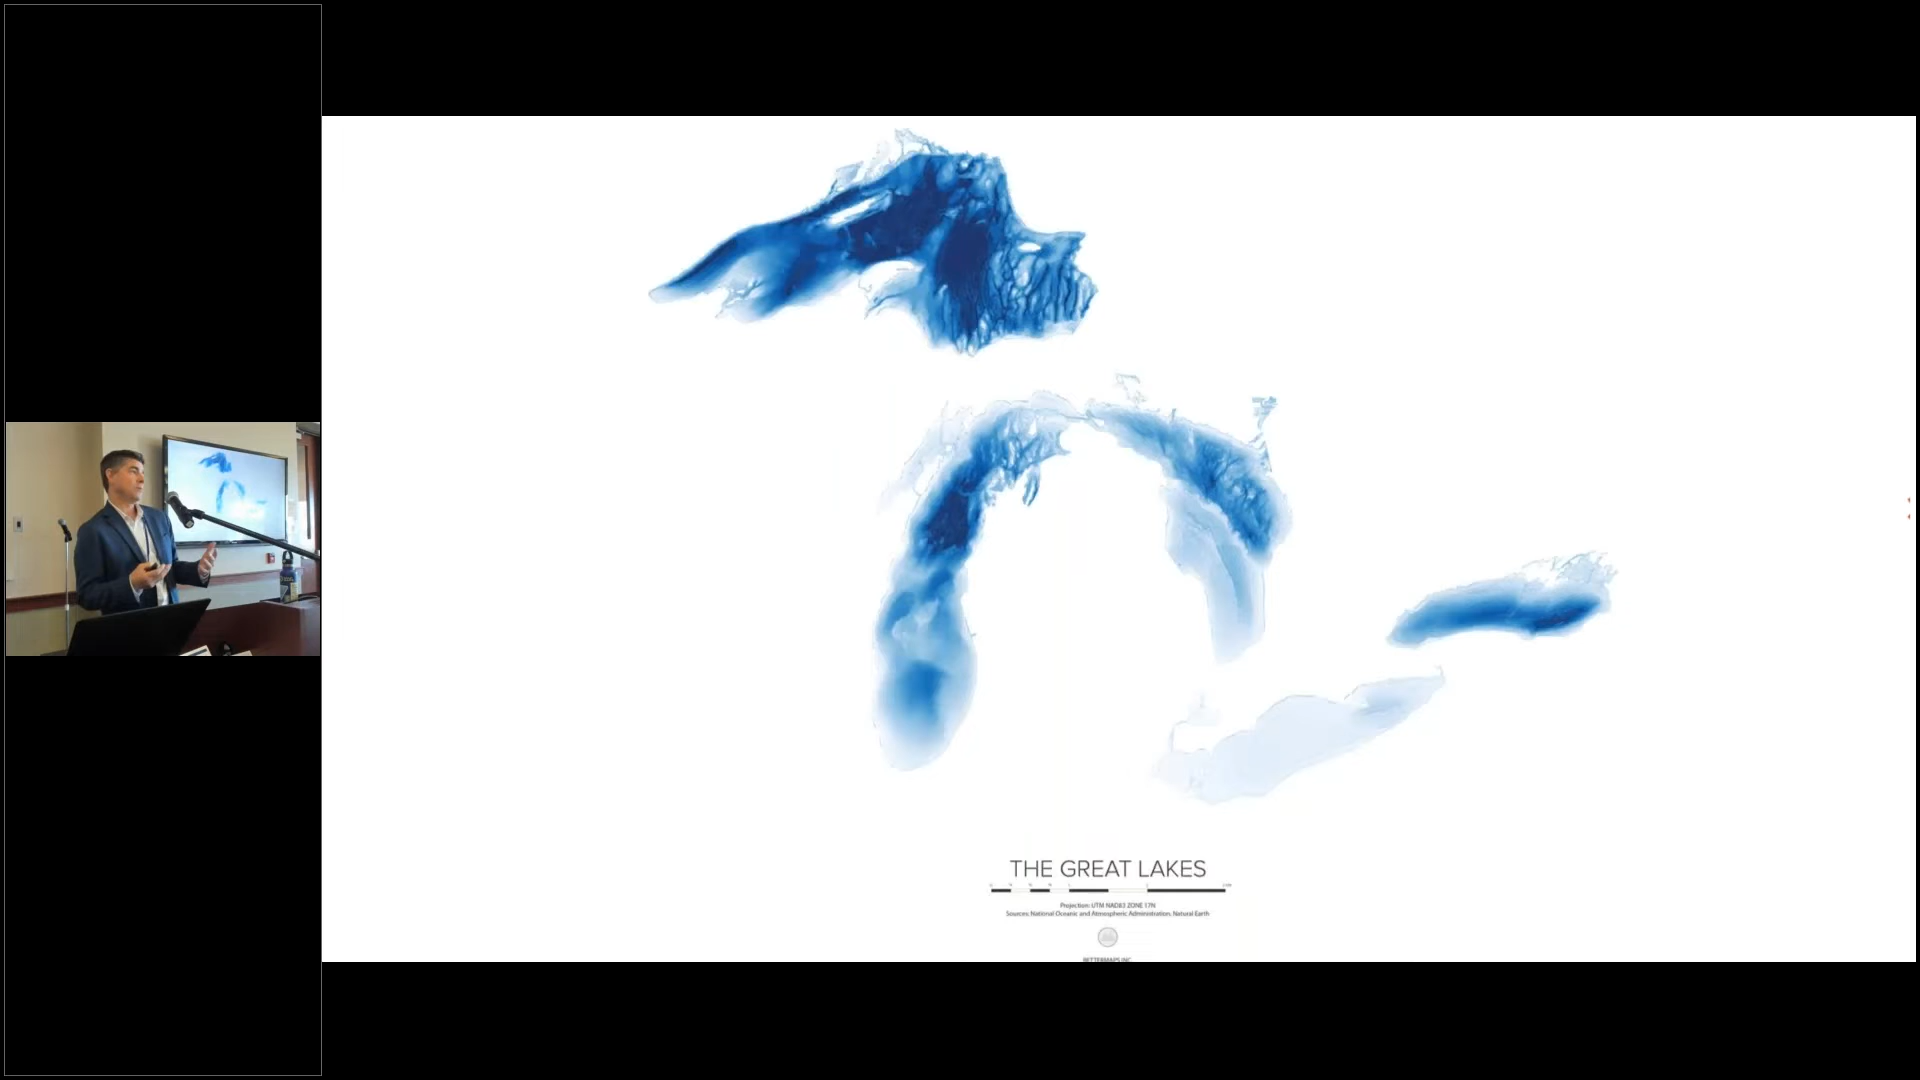 THE GREAT LAKES
Projection: UTM NAD83 ZONE 17N
Sources: National Oceanic and Atmospheric Administration, Natural Earth